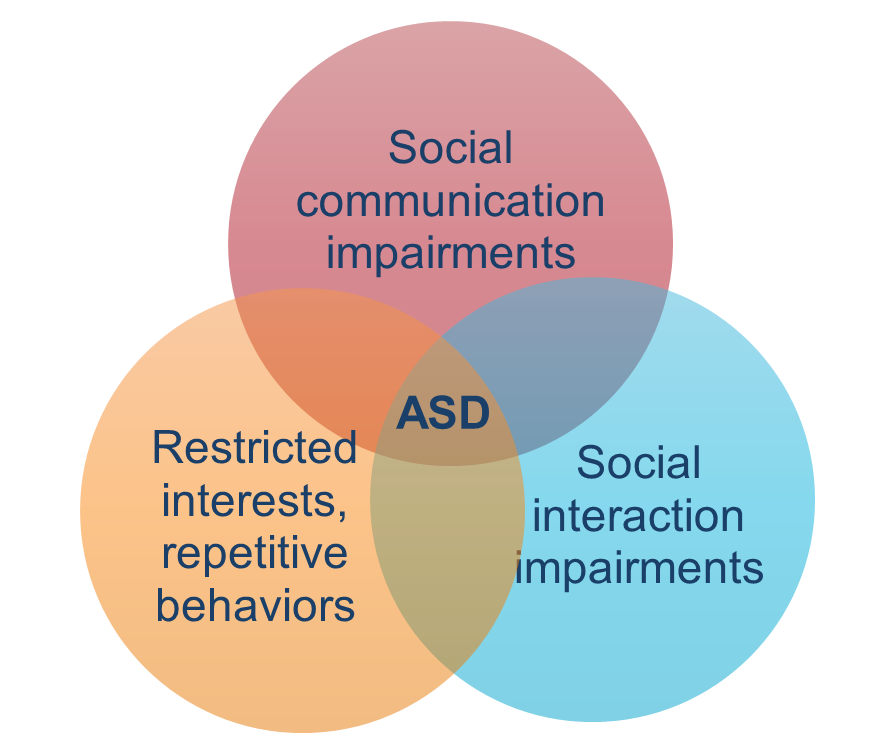 Social
communication
impairments
ASD
Restricted
interests,
repetitive
behaviors
Social
interaction
impairments